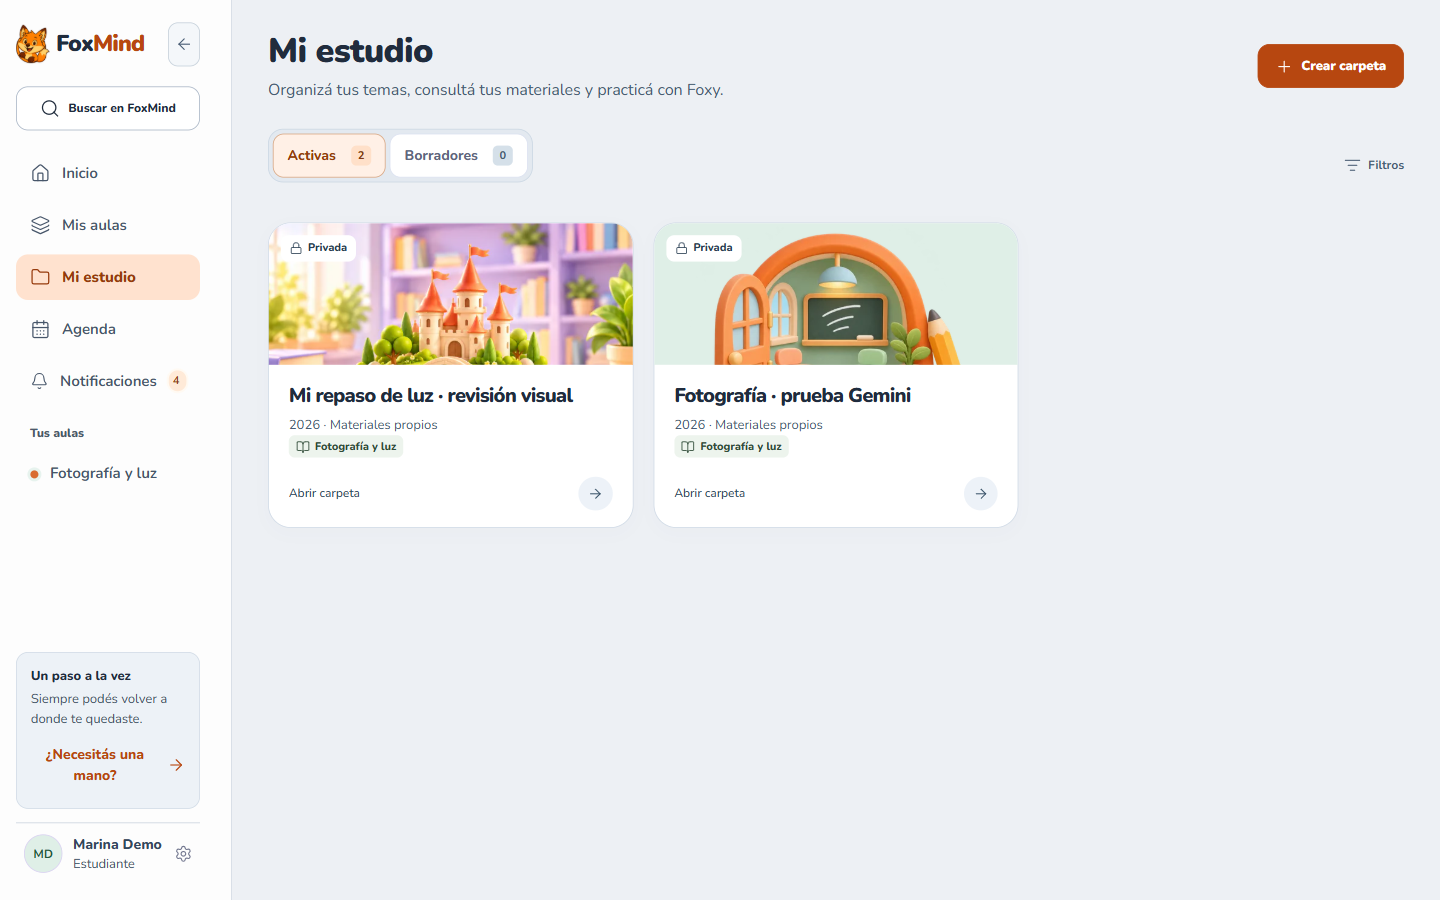 FoxMind
Buscar en FoxMind
Inicio
Mis aulas
Mi estudio
Agenda
Notificaciones 4
Tus aulas
Fotografía y luz
Un paso a la vez
Siempre podés volver a
donde te quedaste.
¿Necesitás una
mano?
MD
Marina Demo
Estudiante
Mi estudio
Organizá tus temas, consultá tus materiales y practicá con Foxy.
Crear carpeta
Activas 2
Borradores 0
Filtros
Privada
Mi repaso de luz · revisión visual
2026 · Materiales propios
Fotografía y luz
Abrir carpeta
Privada
Fotografía · prueba Gemini
2026 · Materiales propios
Fotografía y luz
Abrir carpeta